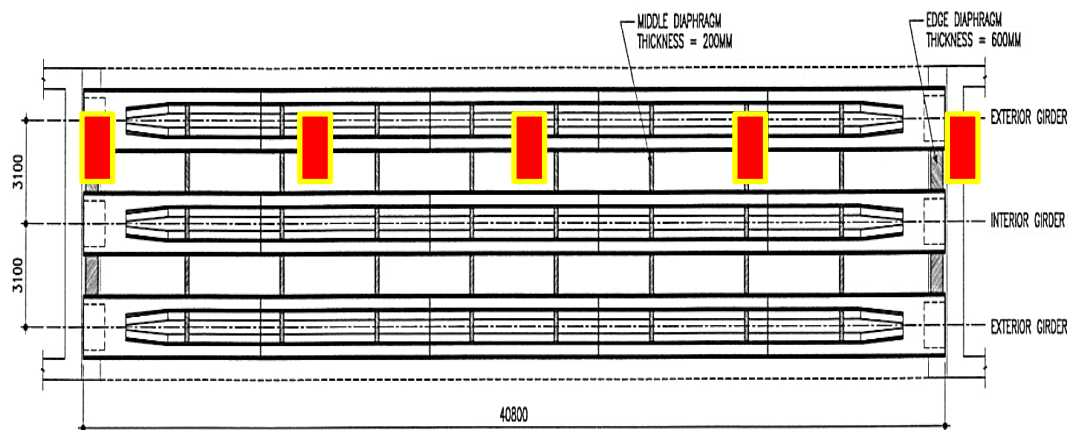 MIDDLE DIAPHRAGM
THICKNESS = 200MM
EDGE DIAPHRAGM
THICKNESS = 600MM
EXTERIOR GIRDER
3100
INTERIOR GIRDER
3100
EXTERIOR GIRDER
40800